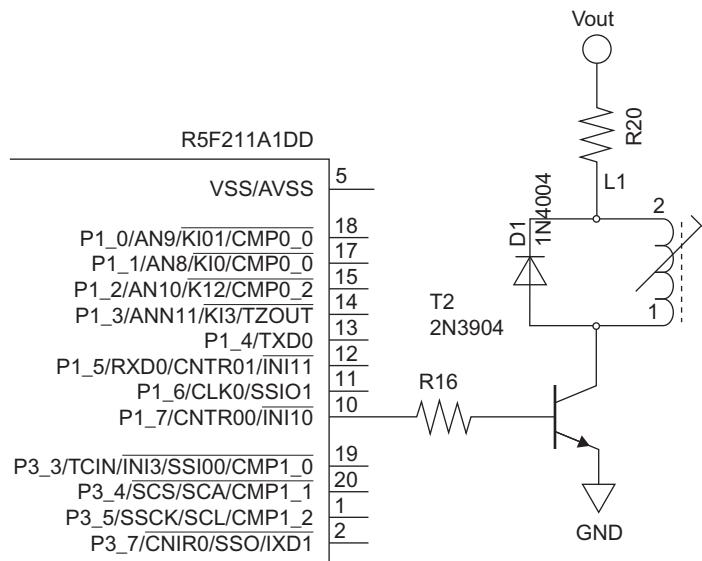 Vout
R20
R5F211A1DD
L1
VSS/AVSS 5
D1
1N4004
2
P1_0/AN9/KI01/CMP0_0 18
P1_1/AN8/KI0/CMP0_0 17
P1_2/AN10/K12/CMP0_2 15
P1_3/ANN11/KI3/TZOUT 14
P1_4/TXD0 13
P1_5/RXD0/CNTR01/INI11 12
P1_6/CLK0/SSIO1 11
P1_7/CNTR00/INI10 10
T2
2N3904
1
R16
P3_3/TCIN/INI3/SSI00/CMP1_0 19
P3_4/SCS/SCA/CMP1_1 20
P3_5/SSCK/SCL/CMP1_2 1
P3_7/CNIR0/SSO/IXD1 2
GND